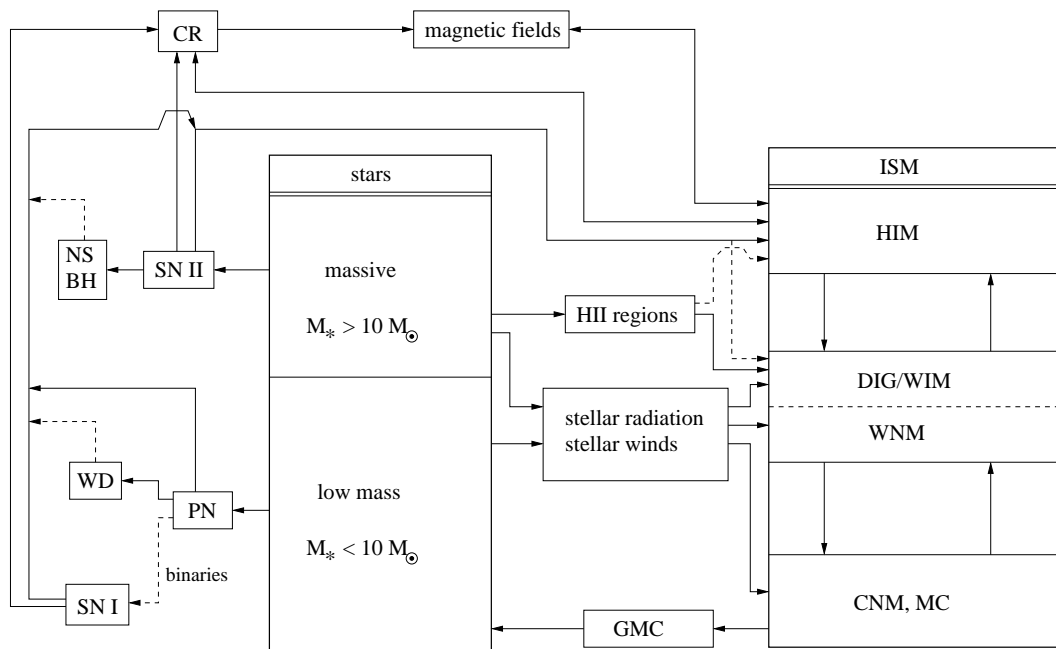 CR
magnetic fields
stars
ISM
NS
BH
SN II
massive
HIM
M* > 10 M⊙
HII regions
DIG/WIM
stellar radiation
stellar winds
WNM
WD
low mass
PN
M* < 10 M⊙
binaries
SN I
CNM, MC
GMC